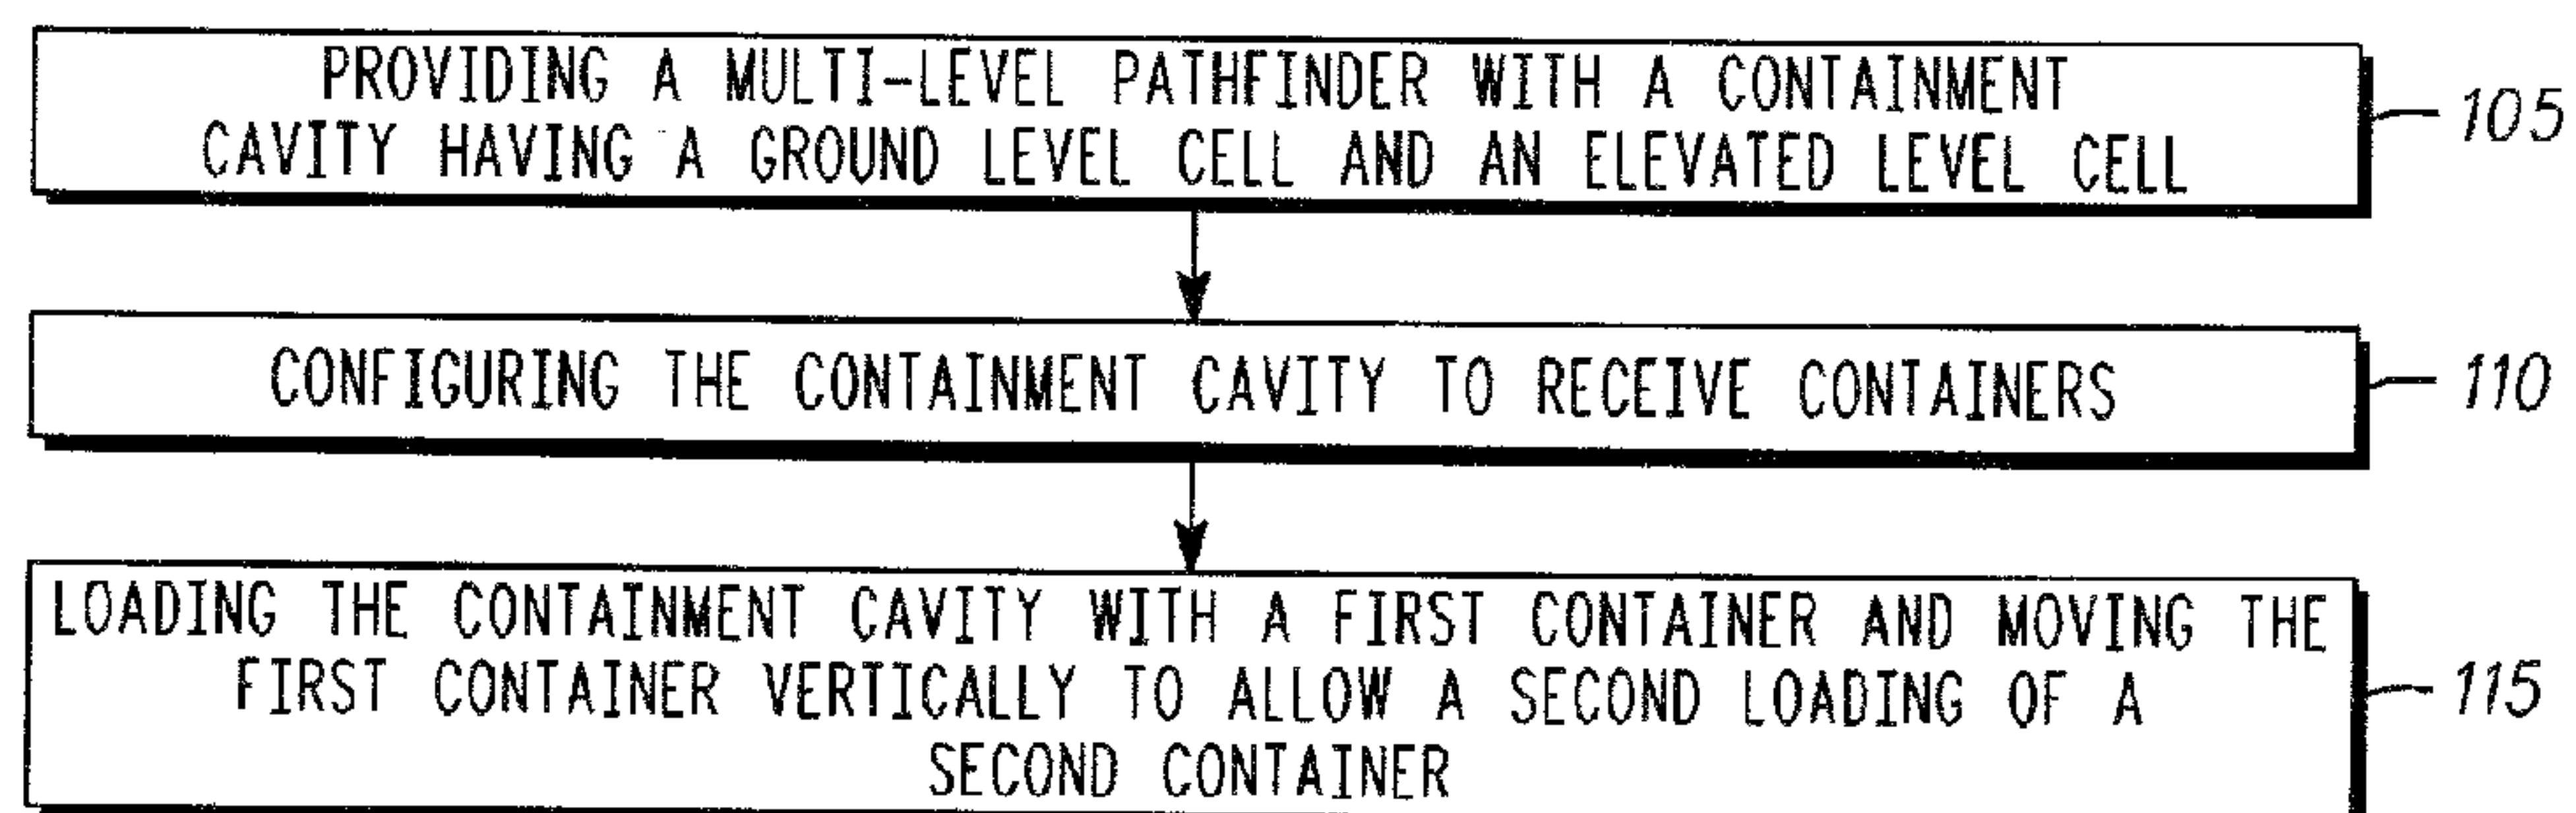 PROVIDING A MULTI-LEVEL PATHFINDER WITH A CONTAINMENT
CAVITY HAVING A GROUND LEVEL CELL AND AN ELEVATED LEVEL CELL
105
CONFIGURING THE CONTAINMENT CAVITY TO RECEIVE CONTAINERS
110
LOADING THE CONTAINMENT CAVITY WITH A FIRST CONTAINER AND MOVING THE
FIRST CONTAINER VERTICALLY TO ALLOW A SECOND LOADING OF A
SECOND CONTAINER
115